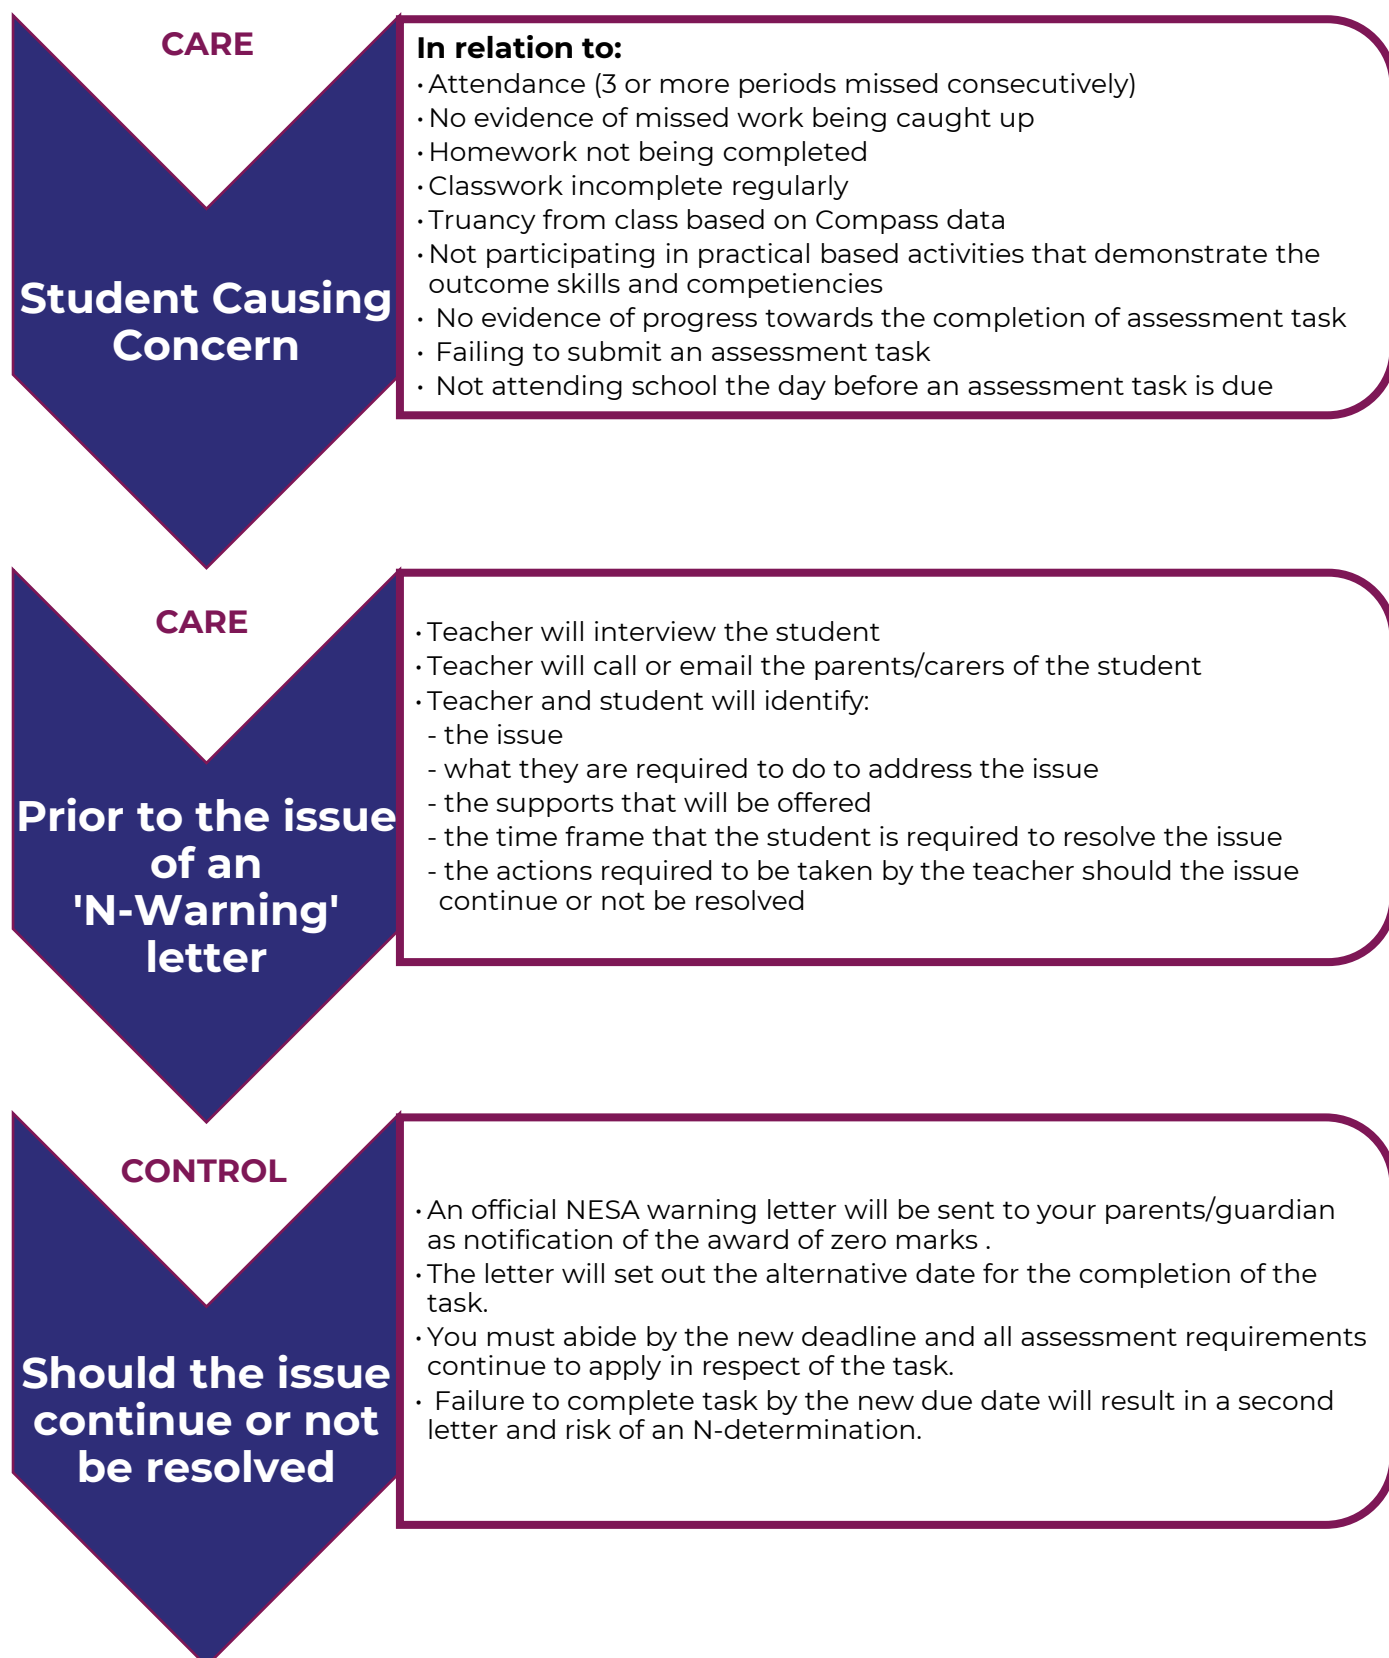 CARE
Student Causing
Concern
In relation to:
· Attendance (3 or more periods missed consecutively)
· No evidence of missed work being caught up
· Homework not being completed
· Classwork incomplete regularly
· Truancy from class based on Compass data
· Not participating in practical based activities that demonstrate the
outcome skills and competiencies
· No evidence of progress towards the completion of assessment task
· Failing to submit an assessment task
· Not attending school the day before an assessment task is due
CARE
Prior to the issue
of an
'N-Warning'
letter
· Teacher will interview the student
· Teacher will call or email the parents/carers of the student
· Teacher and student will identify:
- the issue
- what they are required to do to address the issue
- the supports that will be offered
- the time frame that the student is required to resolve the issue
- the actions required to be taken by the teacher should the issue
continue or not be resolved
CONTROL
Should the issue
continue or not
be resolved
· An official NESA warning letter will be sent to your parents/guardian
as notification of the award of zero marks .
· The letter will set out the alternative date for the completion of the
task.
· You must abide by the new deadline and all assessment requirements
continue to apply in respect of the task.
· Failure to complete task by the new due date will result in a second
letter and risk of an N-determination.